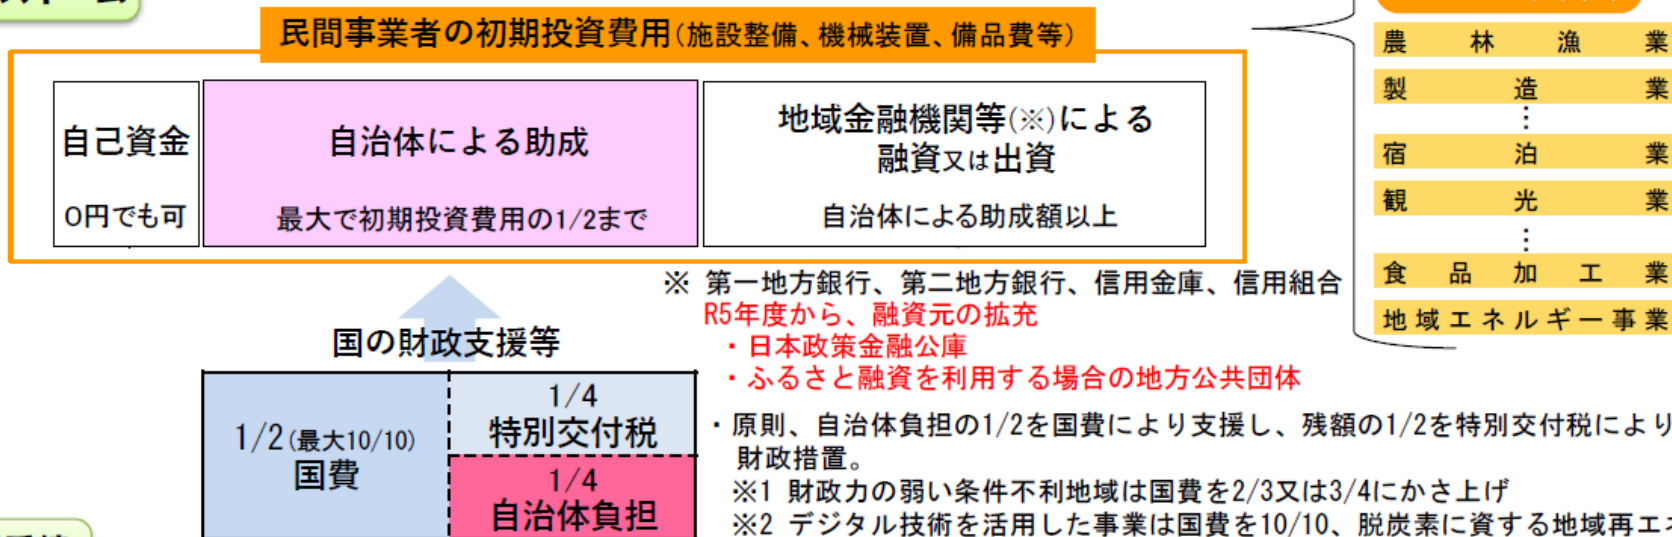 民間事業者の初期投資費用(施設整備、機械装置、備品費等)
自己資金
0円でも可
自治体による助成
最大で初期投資費用の1/2まで
地域金融機関等(※)による
融資又は出資
自治体による助成額以上
農林漁業
製造業
⋮
宿泊業
観光業
⋮
食品加工業
地域エネルギー事業
※ 第一地方銀行、第二地方銀行、信用金庫、信用組合
R5年度から、融資元の拡充
・日本政策金融公庫
・ふるさと融資を利用する場合の地方公共団体
国の財政支援等
1/2(最大10/10)
国費
1/4
特別交付税
1/4
自治体負担
・原則、自治体負担の1/2を国費により支援し、残額の1/2を特別交付税により
財政措置。
※1 財政力の弱い条件不利地域は国費を2/3又は3/4にかさ上げ
※2 デジタル技術を活用した事業は国費を10/10、脱炭素に資する地域再エネ